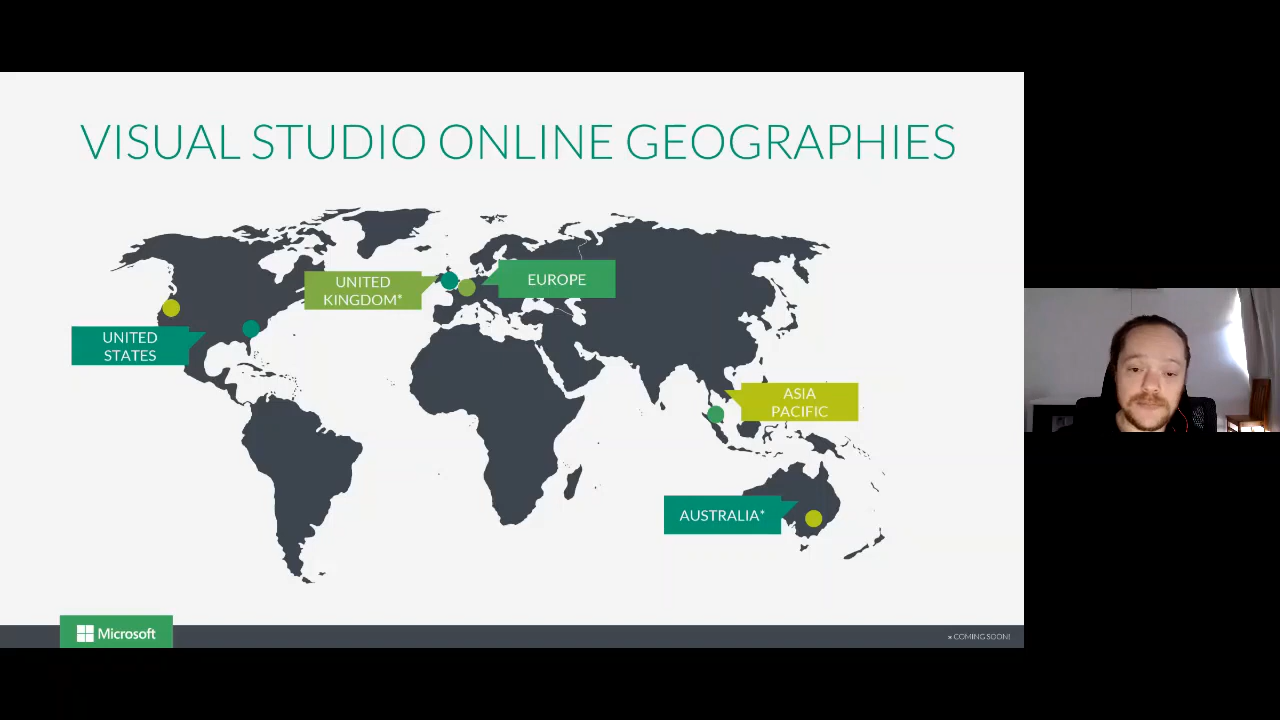 VISUAL STUDIO ONLINE GEOGRAPHIES
UNITED
KINGDOM*
EUROPE
UNITED
STATES
ASIA
PACIFIC
AUSTRALIA*
Microsoft
* COMING SOON!